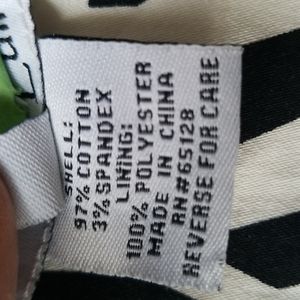 SHELL:
97% COTTON
3% SPANDEX
LINING:
100% POLYESTER
MADE IN CHINA
RN#65128
REVERSE FOR CARE